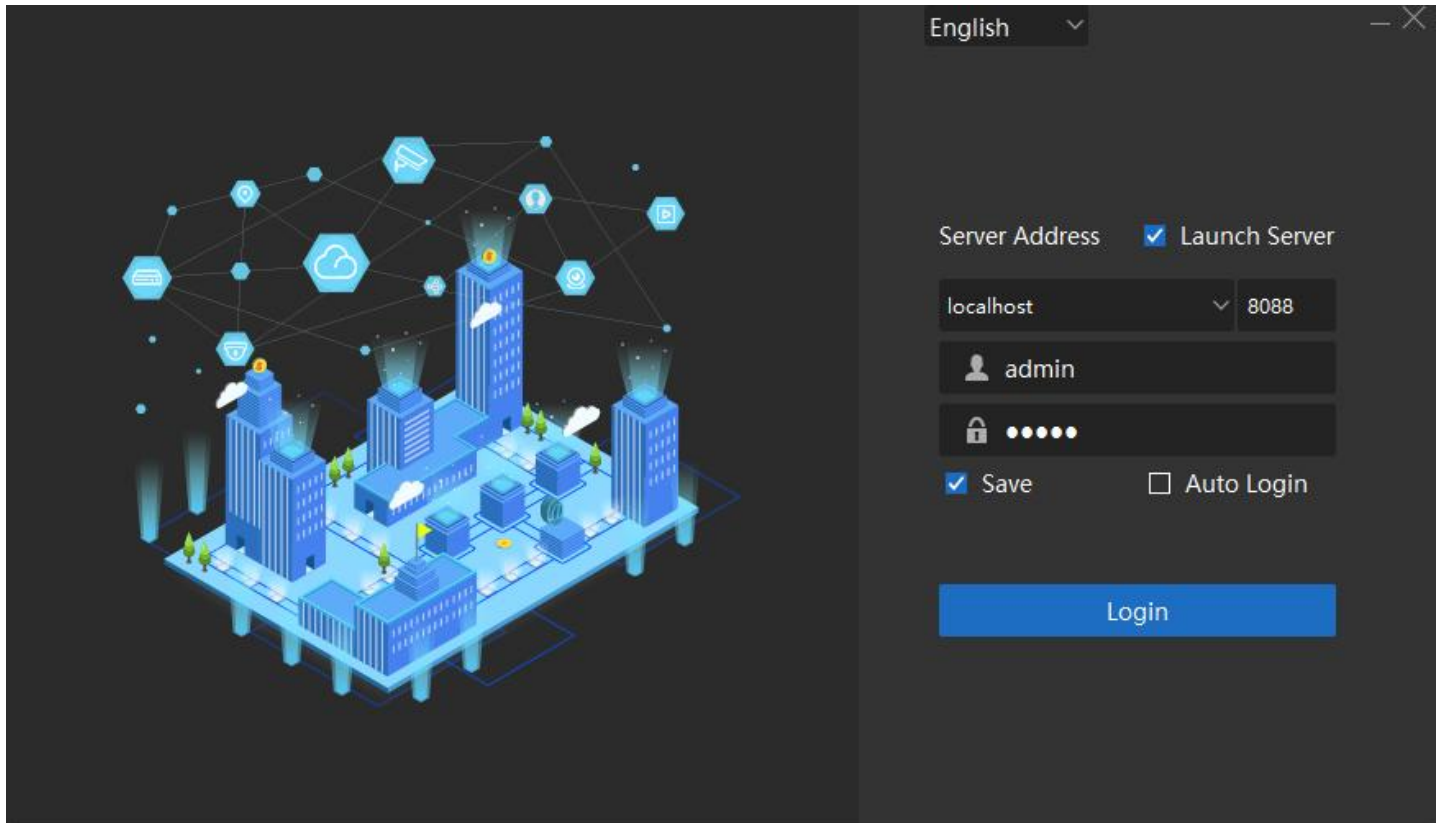 English
Server Address Launch Server
localhost 8088
admin
●●●●●
Save Auto Login
Login